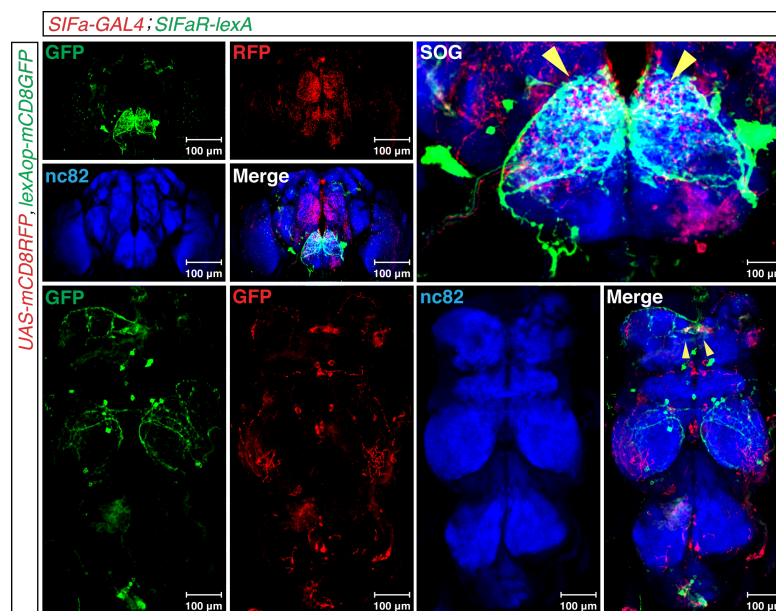 SIFa-GAL4 ; SIFaR-lexA
UAS-mCD8RFP, lexAop-mCD8GFP
GFP
100 µm
RFP
100 µm
SOG
100 µm
nc82
100 µm
Merge
100 µm
GFP
100 µm
GFP
100 µm
nc82
100 µm
Merge
100 µm